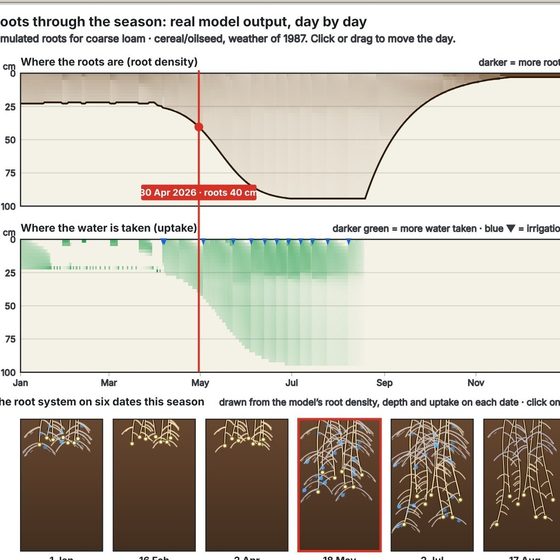 oots through the season: real model output, day by day
mulated roots for coarse loam · cereal/oilseed, weather of 1987. Click or drag to move the day.
cm Where the roots are (root density) darker = more root
0
25
50
75
100
30 Apr 2026 · roots 40 cm
cm Where the water is taken (uptake) darker green = more water taken · blue ▼ = irrigatio
0
25
50
75
100
Jan Mar May Jul Sep Nov
he root system on six dates this season drawn from the model's root density, depth and uptake on each date · click on
1 Jan 16 Feb 2 Apr 18 May 2 Jul 17 Aug